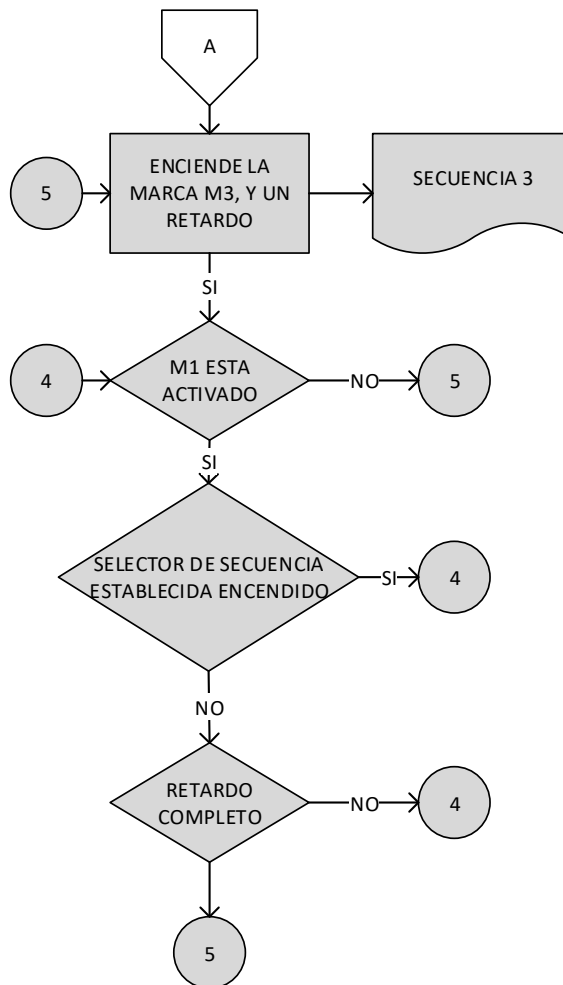 A
5
ENCIENDE LA
MARCA M3, Y UN
RETARDO
SECUENCIA 3
SI
4
M1 ESTA
ACTIVADO
NO
5
SI
SELECTOR DE SECUENCIA
ESTABLECIDA ENCENDIDO
SI
4
NO
RETARDO
COMPLETO
NO
4
5